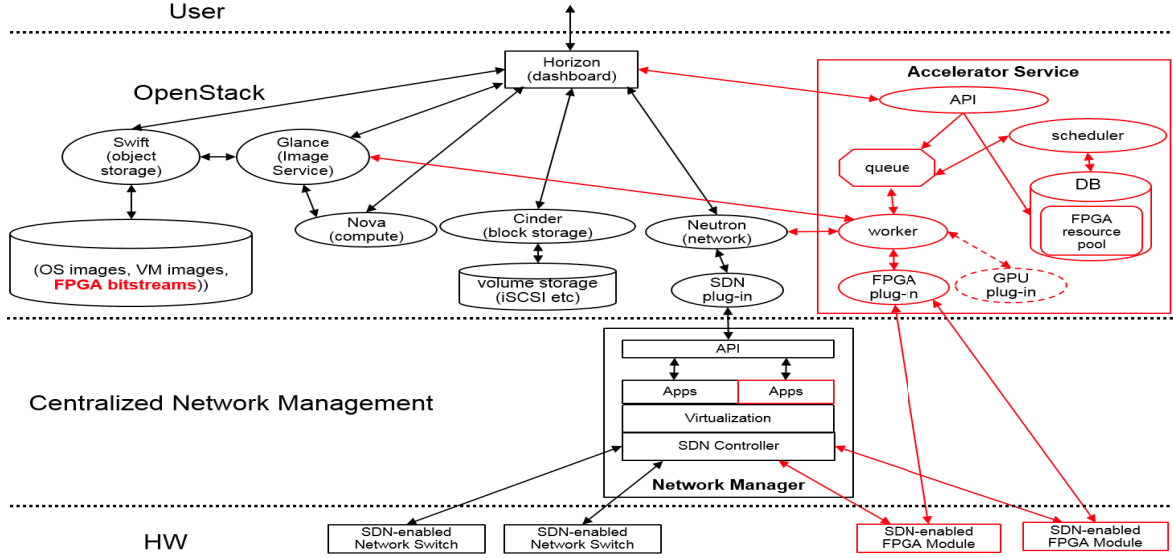 User
Horizon
(dashboard)
OpenStack
Accelerator Service
API
Swift
(object
storage)
Glance
(Image
Service)
scheduler
queue
DB
FPGA
resource
pool
Nova
(compute)
Cinder
(block storage)
Neutron
(network)
worker
(OS images, VM images,
FPGA bitstreams))
volume storage
(iSCSI etc)
SDN
plug-in
FPGA
plug-in
GPU
plug-in
API
Apps
Apps
Centralized Network Management
Virtualization
SDN Controller
Network Manager
HW
SDN-enabled
Network Switch
SDN-enabled
Network Switch
SDN-enabled
FPGA Module
SDN-enabled
FPGA Module